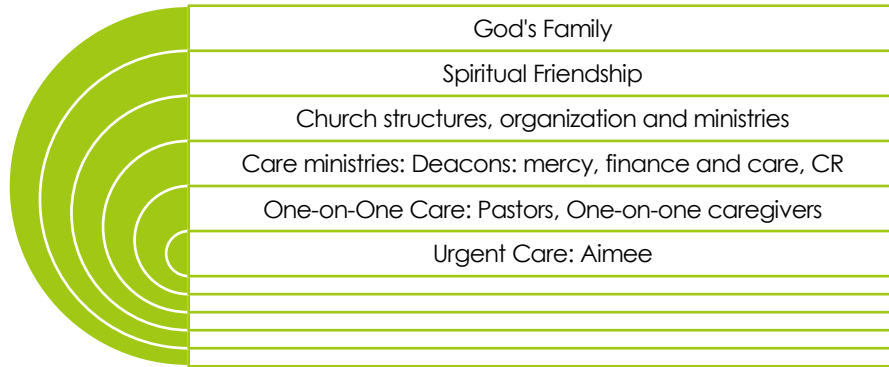 God's Family
Spiritual Friendship
Church structures, organization and ministries
Care ministries: Deacons: mercy, finance and care, CR
One-on-One Care: Pastors, One-on-one caregivers
Urgent Care: Aimee